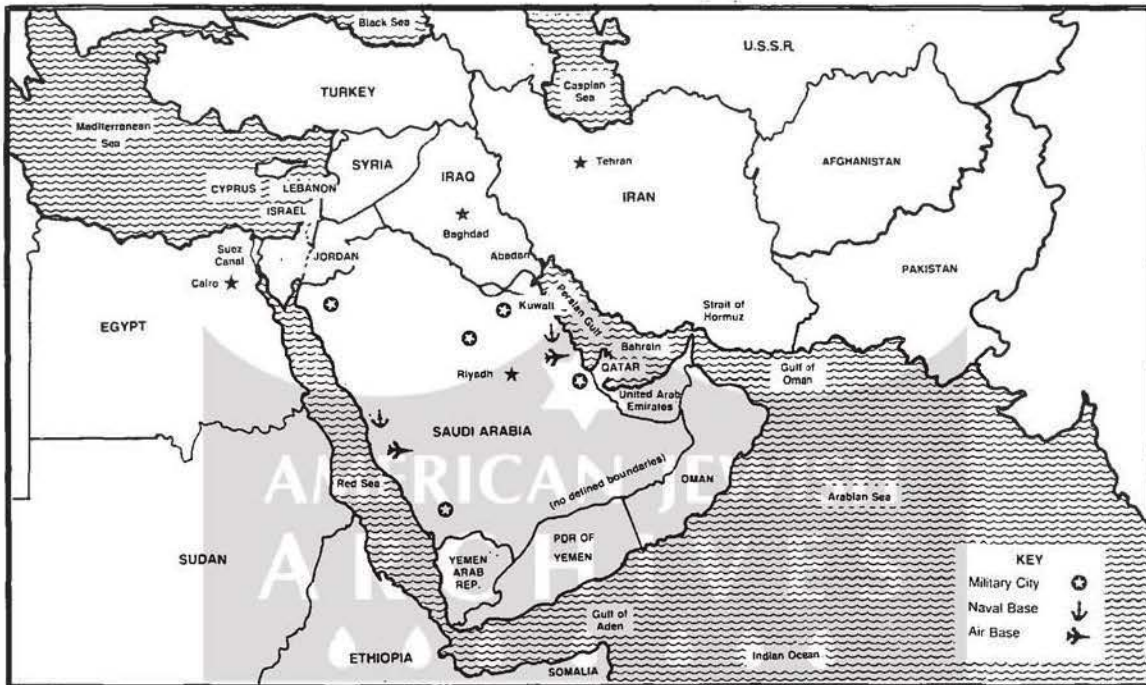 Black Sea
U.S.S.R.
Caspian
Sea
TURKEY
Maditerranean
Sea
Tehran
SYRIA
IRAQ
AFGHANISTAN
CYPRUS
LEBANON
IRAN
ISRAEL
Baghdad
Suez
Canal
JORDAN
Abadan
PAKISTAN
Cairo
Kuwait
Persian Gulf
Strait of
Hormuz
EGYPT
Bahrain
QATAR
Gulf of
Oman
Riyadh
United Arab
Emirates
SAUDI ARABIA
(no defined boundaries)
OMAN
Red Sea
Arabian Sea
AMERICAN JEWISH
ARCHIVES
SUDAN
PDR OF
YEMEN
YEMEN
ARAB
REP.
KEY
Military City
Naval Base
Air Base
Gulf of
Aden
ETHIOPIA
SOMALIA
Indian Ocean